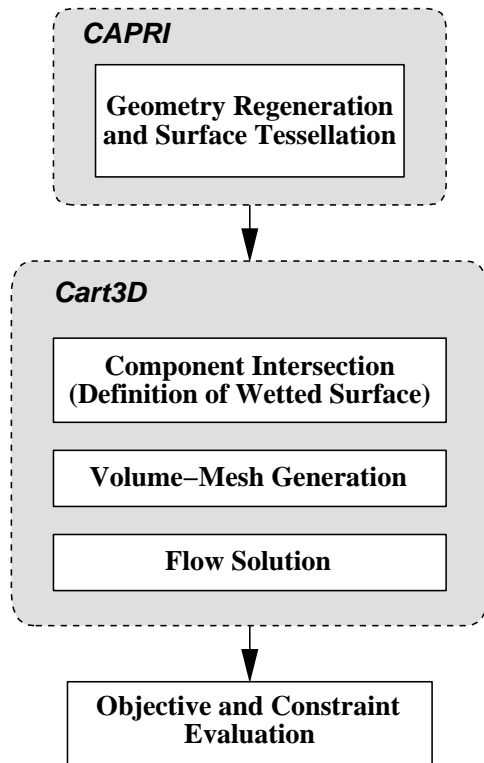 CAPRI
Geometry Regeneration
and Surface Tessellation
Cart3D
Component Intersection
(Definition of Wetted Surface)
Volume−Mesh Generation
Flow Solution
Objective and Constraint
Evaluation